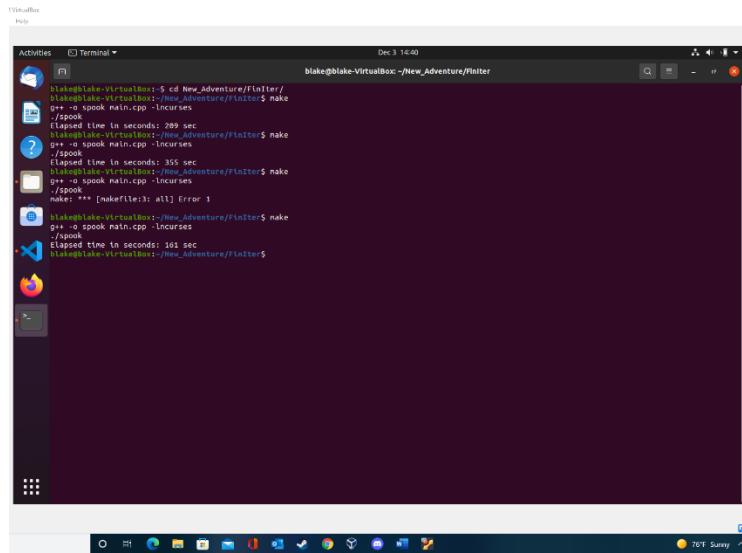 VirtualBox
Help
Activities Terminal Dec 3 14:40
blake@blake-VirtualBox: ~/New_Adventure/FinIter
blake@blake-VirtualBox:~$ cd New_Adventure/FinIter/
blake@blake-VirtualBox:~/New_Adventure/FinIter$ make
g++ -o spook main.cpp -lncurses
./spook
Elapsed time in seconds: 209 sec
blake@blake-VirtualBox:~/New_Adventure/FinIter$ make
g++ -o spook main.cpp -lncurses
./spook
Elapsed time in seconds: 355 sec
blake@blake-VirtualBox:~/New_Adventure/FinIter$ make
g++ -o spook main.cpp -lncurses
./spook
make: *** [makefile:3: all] Error 1
blake@blake-VirtualBox:~/New_Adventure/FinIter$ make
g++ -o spook main.cpp -lncurses
./spook
Elapsed time in seconds: 161 sec
blake@blake-VirtualBox:~/New_Adventure/FinIter$
76°F Sunny